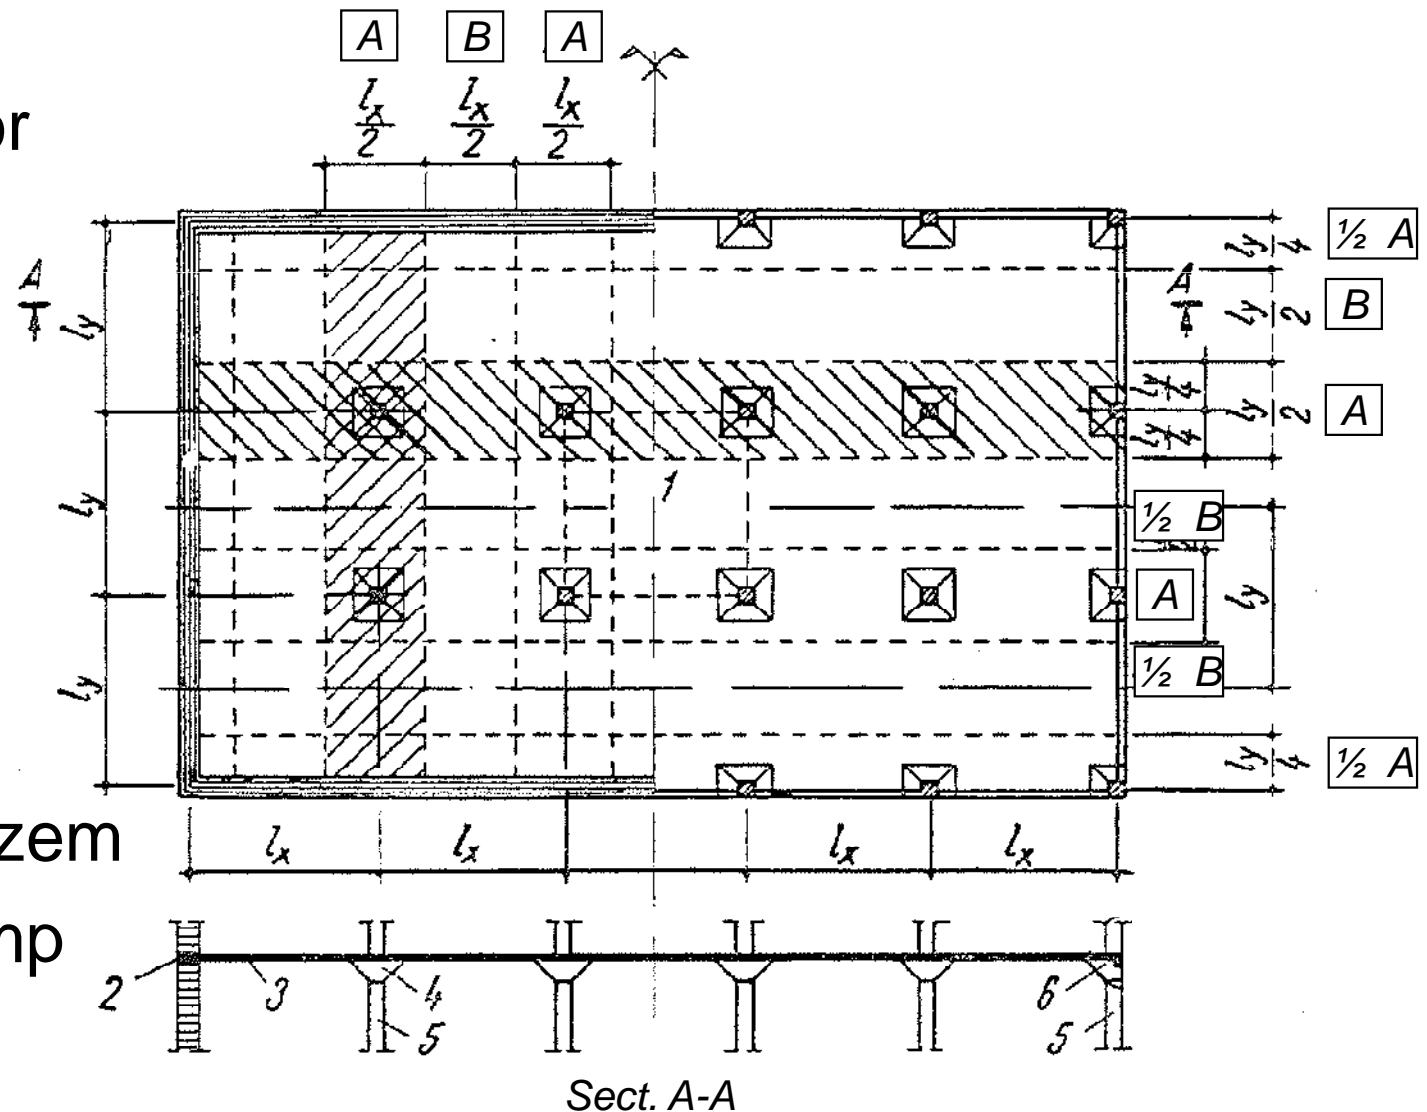 A B A
lx/2 lx/2 lx/2
or
ly/4 ½ A
A ly A ly/2 B
ly/4 ly/2 A
ly/4
1
ly ½ B
A ly
ly ½ B
ly/4 ½ A
zem lx lx lx lx
mp
2 3 4 6
5 5
Sect. A-A